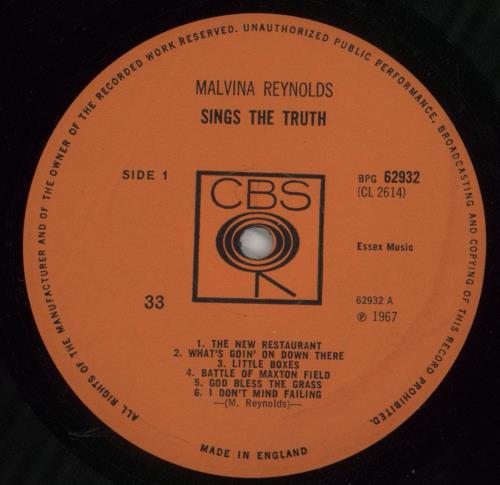 ALL RIGHTS OF THE MANUFACTURER AND OF THE OWNER OF THE RECORDED WORK RESERVED. UNAUTHORIZED PUBLIC PERFORMANCE, BROADCASTING AND COPYING OF THIS RECORD PROHIBITED.
MALVINA REYNOLDS
SINGS THE TRUTH
SIDE 1
BPG 62932
(CL 2614)
CBS
Essex Music
33
62932 A
℗ 1967
1. THE NEW RESTAURANT
2. WHAT'S GOIN' ON DOWN THERE
3. LITTLE BOXES
4. BATTLE OF MAXTON FIELD
5. GOD BLESS THE GRASS
6. I DON'T MIND FAILING
—(M. Reynolds)—
MADE IN ENGLAND